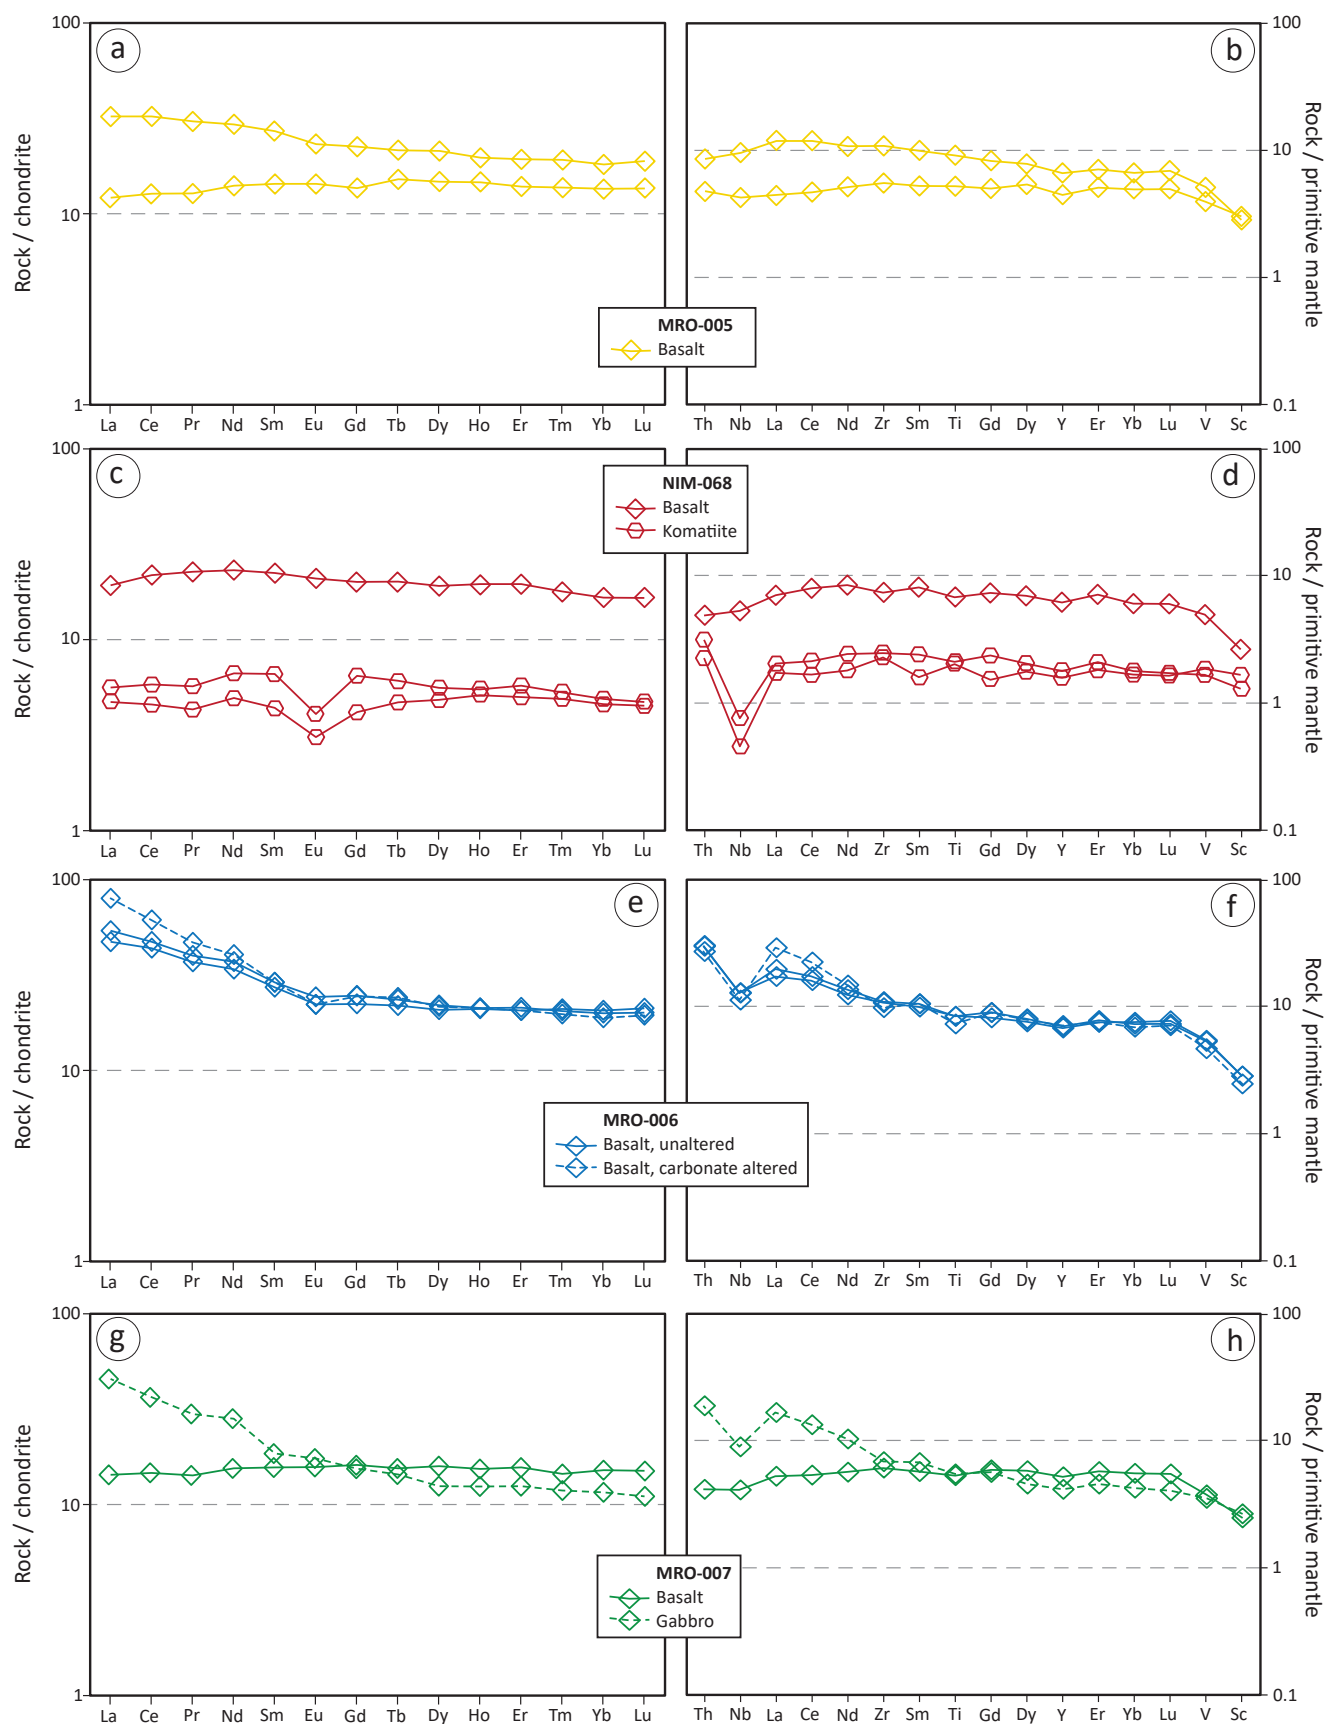 a
100
10
1
Rock / chondrite
La Ce Pr Nd Sm Eu Gd Tb Dy Ho Er Tm Yb Lu
b
100
10
1
0.1
Rock / primitive mantle
Th Nb La Ce Nd Zr Sm Ti Gd Dy Y Er Yb Lu V Sc
MRO-005
Basalt
c
100
10
1
Rock / chondrite
La Ce Pr Nd Sm Eu Gd Tb Dy Ho Er Tm Yb Lu
NIM-068
Basalt
Komatiite
d
100
10
1
0.1
Rock / primitive mantle
Th Nb La Ce Nd Zr Sm Ti Gd Dy Y Er Yb Lu V Sc
e
100
10
1
Rock / chondrite
La Ce Pr Nd Sm Eu Gd Tb Dy Ho Er Tm Yb Lu
f
100
10
1
0.1
Rock / primitive mantle
Th Nb La Ce Nd Zr Sm Ti Gd Dy Y Er Yb Lu V Sc
MRO-006
Basalt, unaltered
Basalt, carbonate altered
g
100
10
1
Rock / chondrite
La Ce Pr Nd Sm Eu Gd Tb Dy Ho Er Tm Yb Lu
h
100
10
1
0.1
Rock / primitive mantle
Th Nb La Ce Nd Zr Sm Ti Gd Dy Y Er Yb Lu V Sc
MRO-007
Basalt
Gabbro